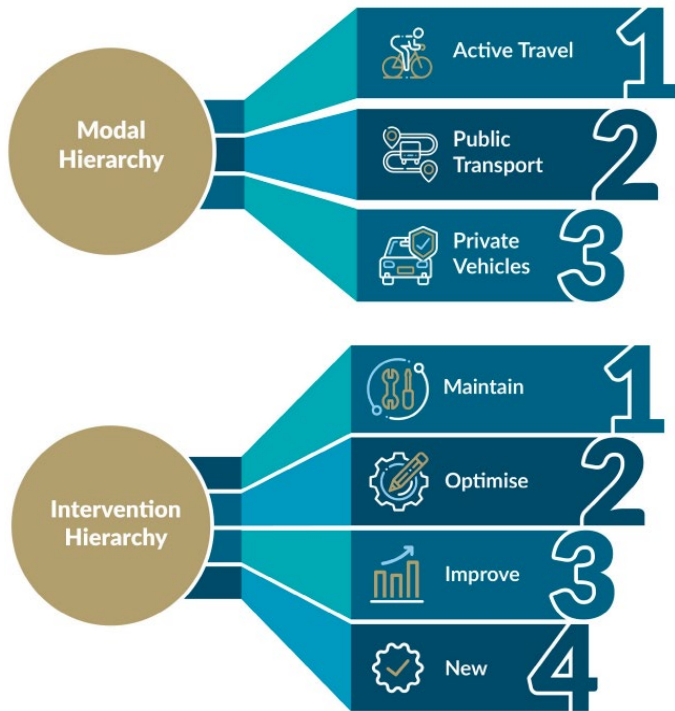 Modal
Hierarchy
Active Travel
1
Public
Transport
2
Private
Vehicles
3
Intervention
Hierarchy
Maintain
1
Optimise
2
Improve
3
New
4